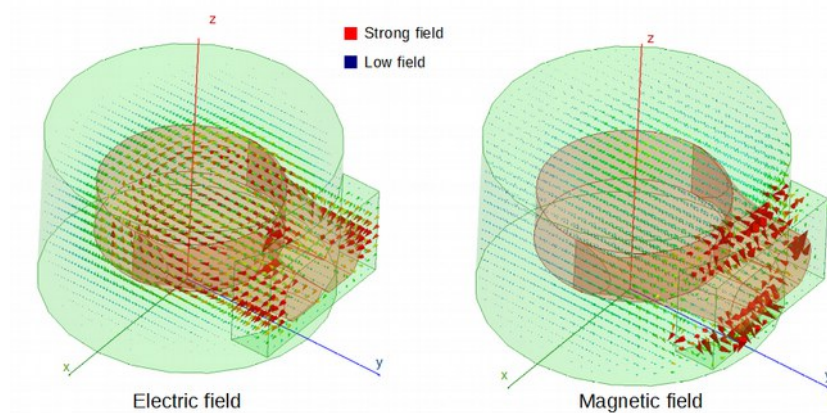 z
Strong field
Low field
z
x
y
x
y
Electric field
Magnetic field